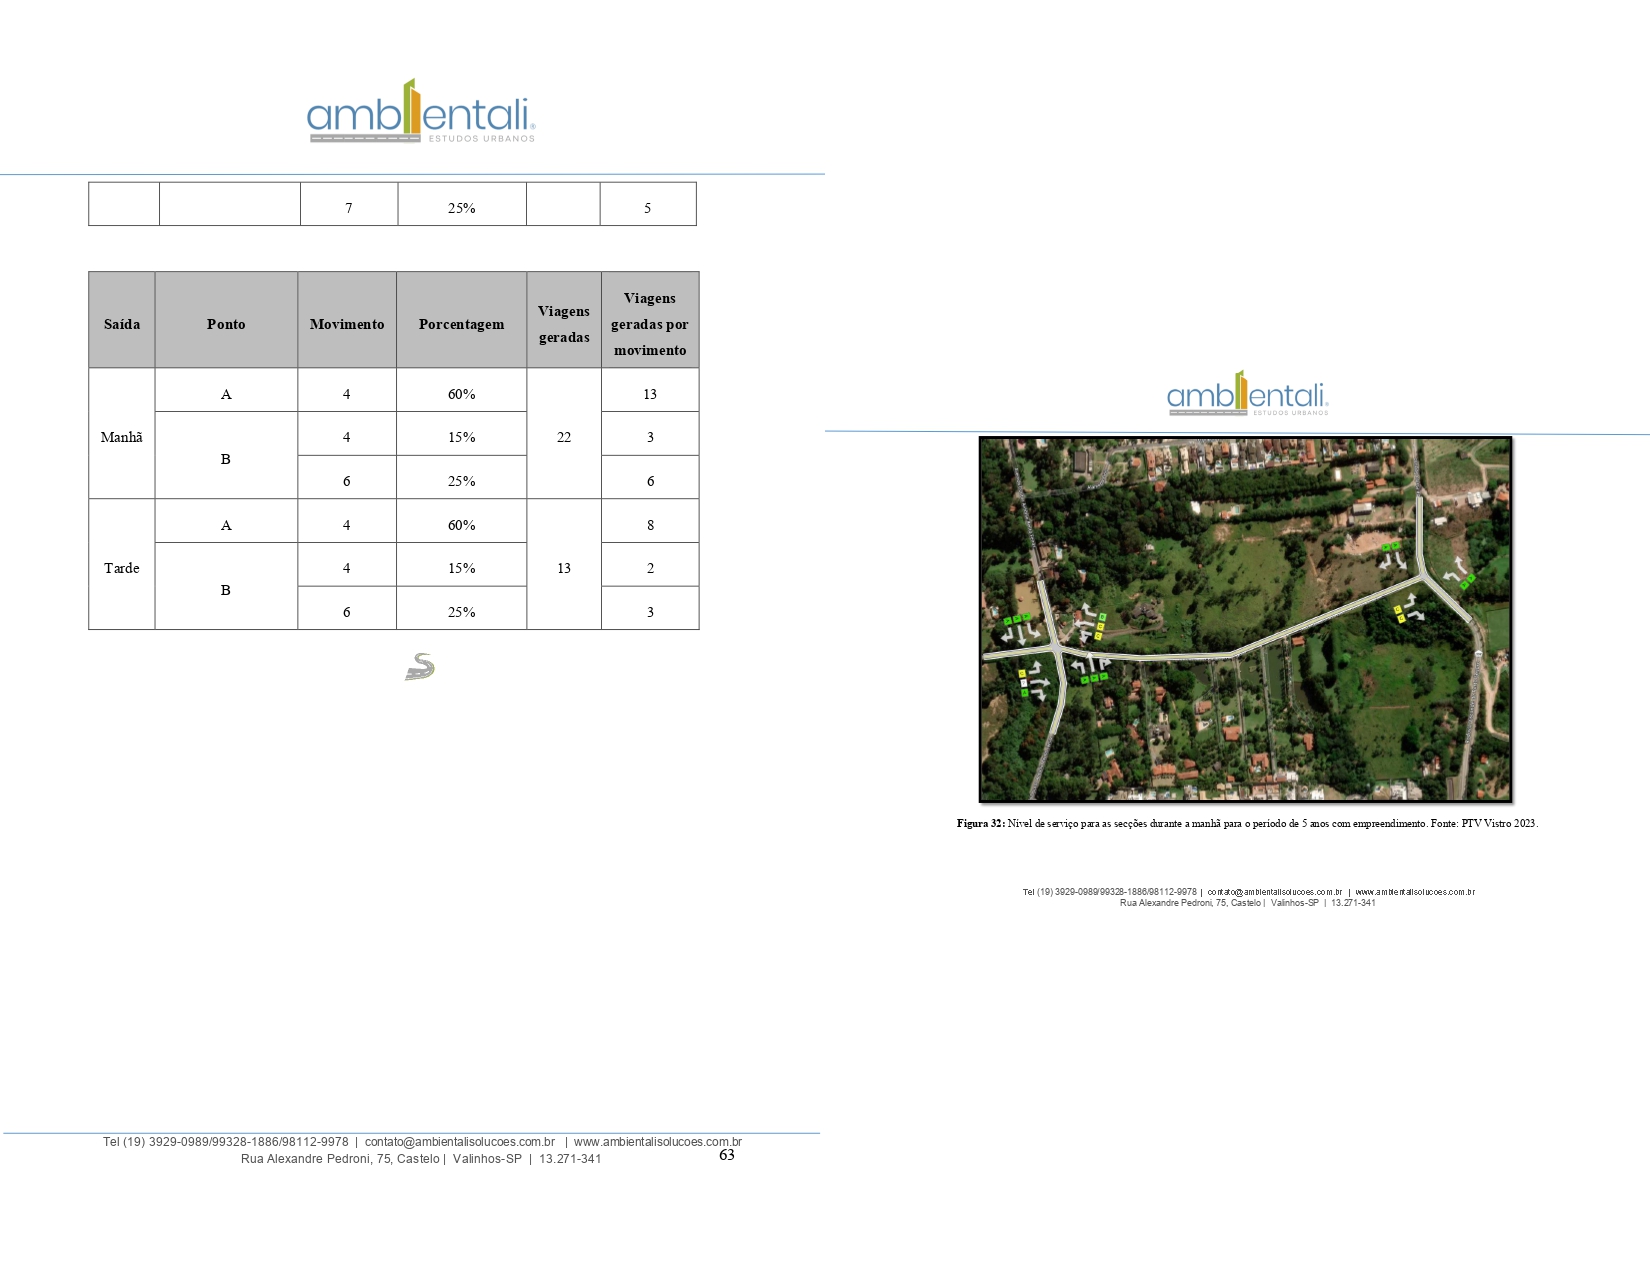 ambientali®
ESTUDOS URBANOS
7 25% 5
Saída Ponto Movimento Porcentagem Viagens geradas Viagens geradas por movimento
Manhã A 4 60% 22 13
B 4 15% 3
6 25% 6
Tarde A 4 60% 13 8
B 4 15% 2
6 25% 3
Tel (19) 3929-0989/99328-1886/98112-9978 | contato@ambientalisolucoes.com.br | www.ambientalisolucoes.com.br
Rua Alexandre Pedroni, 75, Castelo | Valinhos-SP | 13.271-341
63
ambientali®
ESTUDOS URBANOS
Figura 32: Nível de serviço para as secções durante a manhã para o período de 5 anos com empreendimento. Fonte: PTV Vistro 2023.
Tel (19) 3929-0989/99328-1886/98112-9978 | contato@ambientalisolucoes.com.br | www.ambientalisolucoes.com.br
Rua Alexandre Pedroni, 75, Castelo | Valinhos-SP | 13.271-341